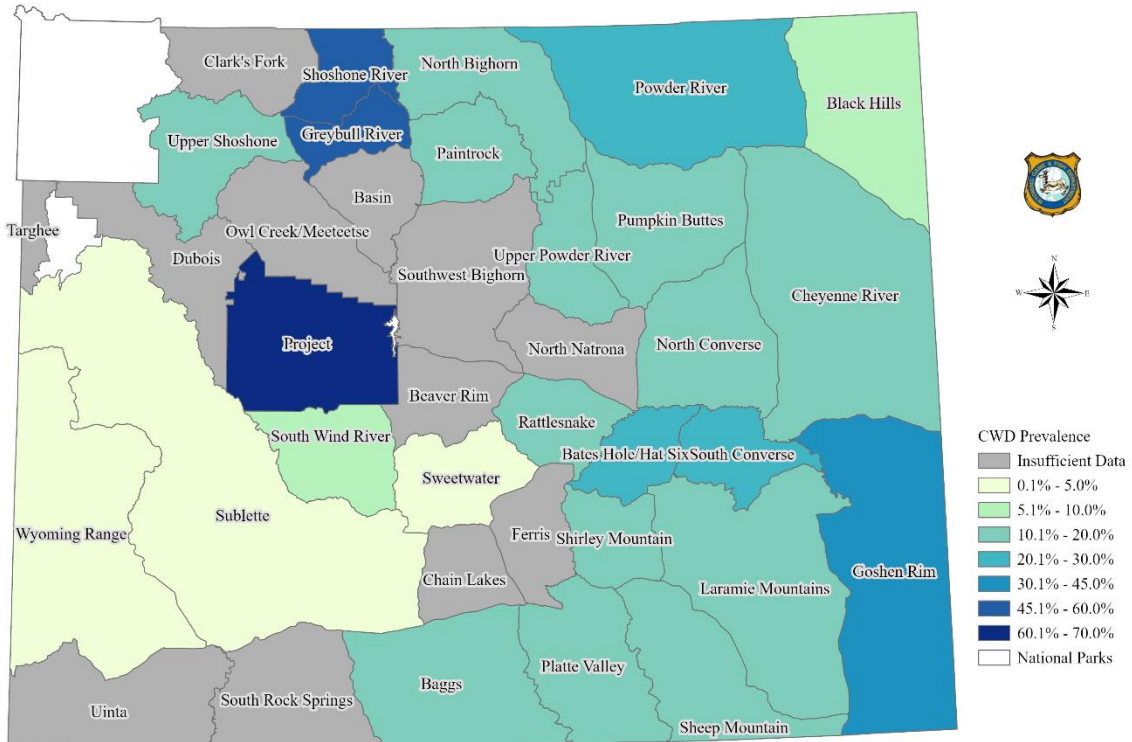 Clark's Fork
Shoshone River
North Bighorn
Powder River
Black Hills
Greybull River
Upper Shoshone
Paintrock
Basin
Targhee
Owl Creek/Meeteetse
Dubois
Pumpkin Buttes
Upper Powder River
Southwest Bighorn
Cheyenne River
N
W
E
S
Project
North Natrona
North Converse
Beaver Rim
Rattlesnake
South Wind River
Bates Hole/Hat Six
South Converse
Sweetwater
Sublette
Wyoming Range
Ferris
Shirley Mountain
Chain Lakes
Laramie Mountains
Goshen Rim
Platte Valley
Baggs
South Rock Springs
Uinta
Sheep Mountain
CWD Prevalence
Insufficient Data
0.1% - 5.0%
5.1% - 10.0%
10.1% - 20.0%
20.1% - 30.0%
30.1% - 45.0%
45.1% - 60.0%
60.1% - 70.0%
National Parks